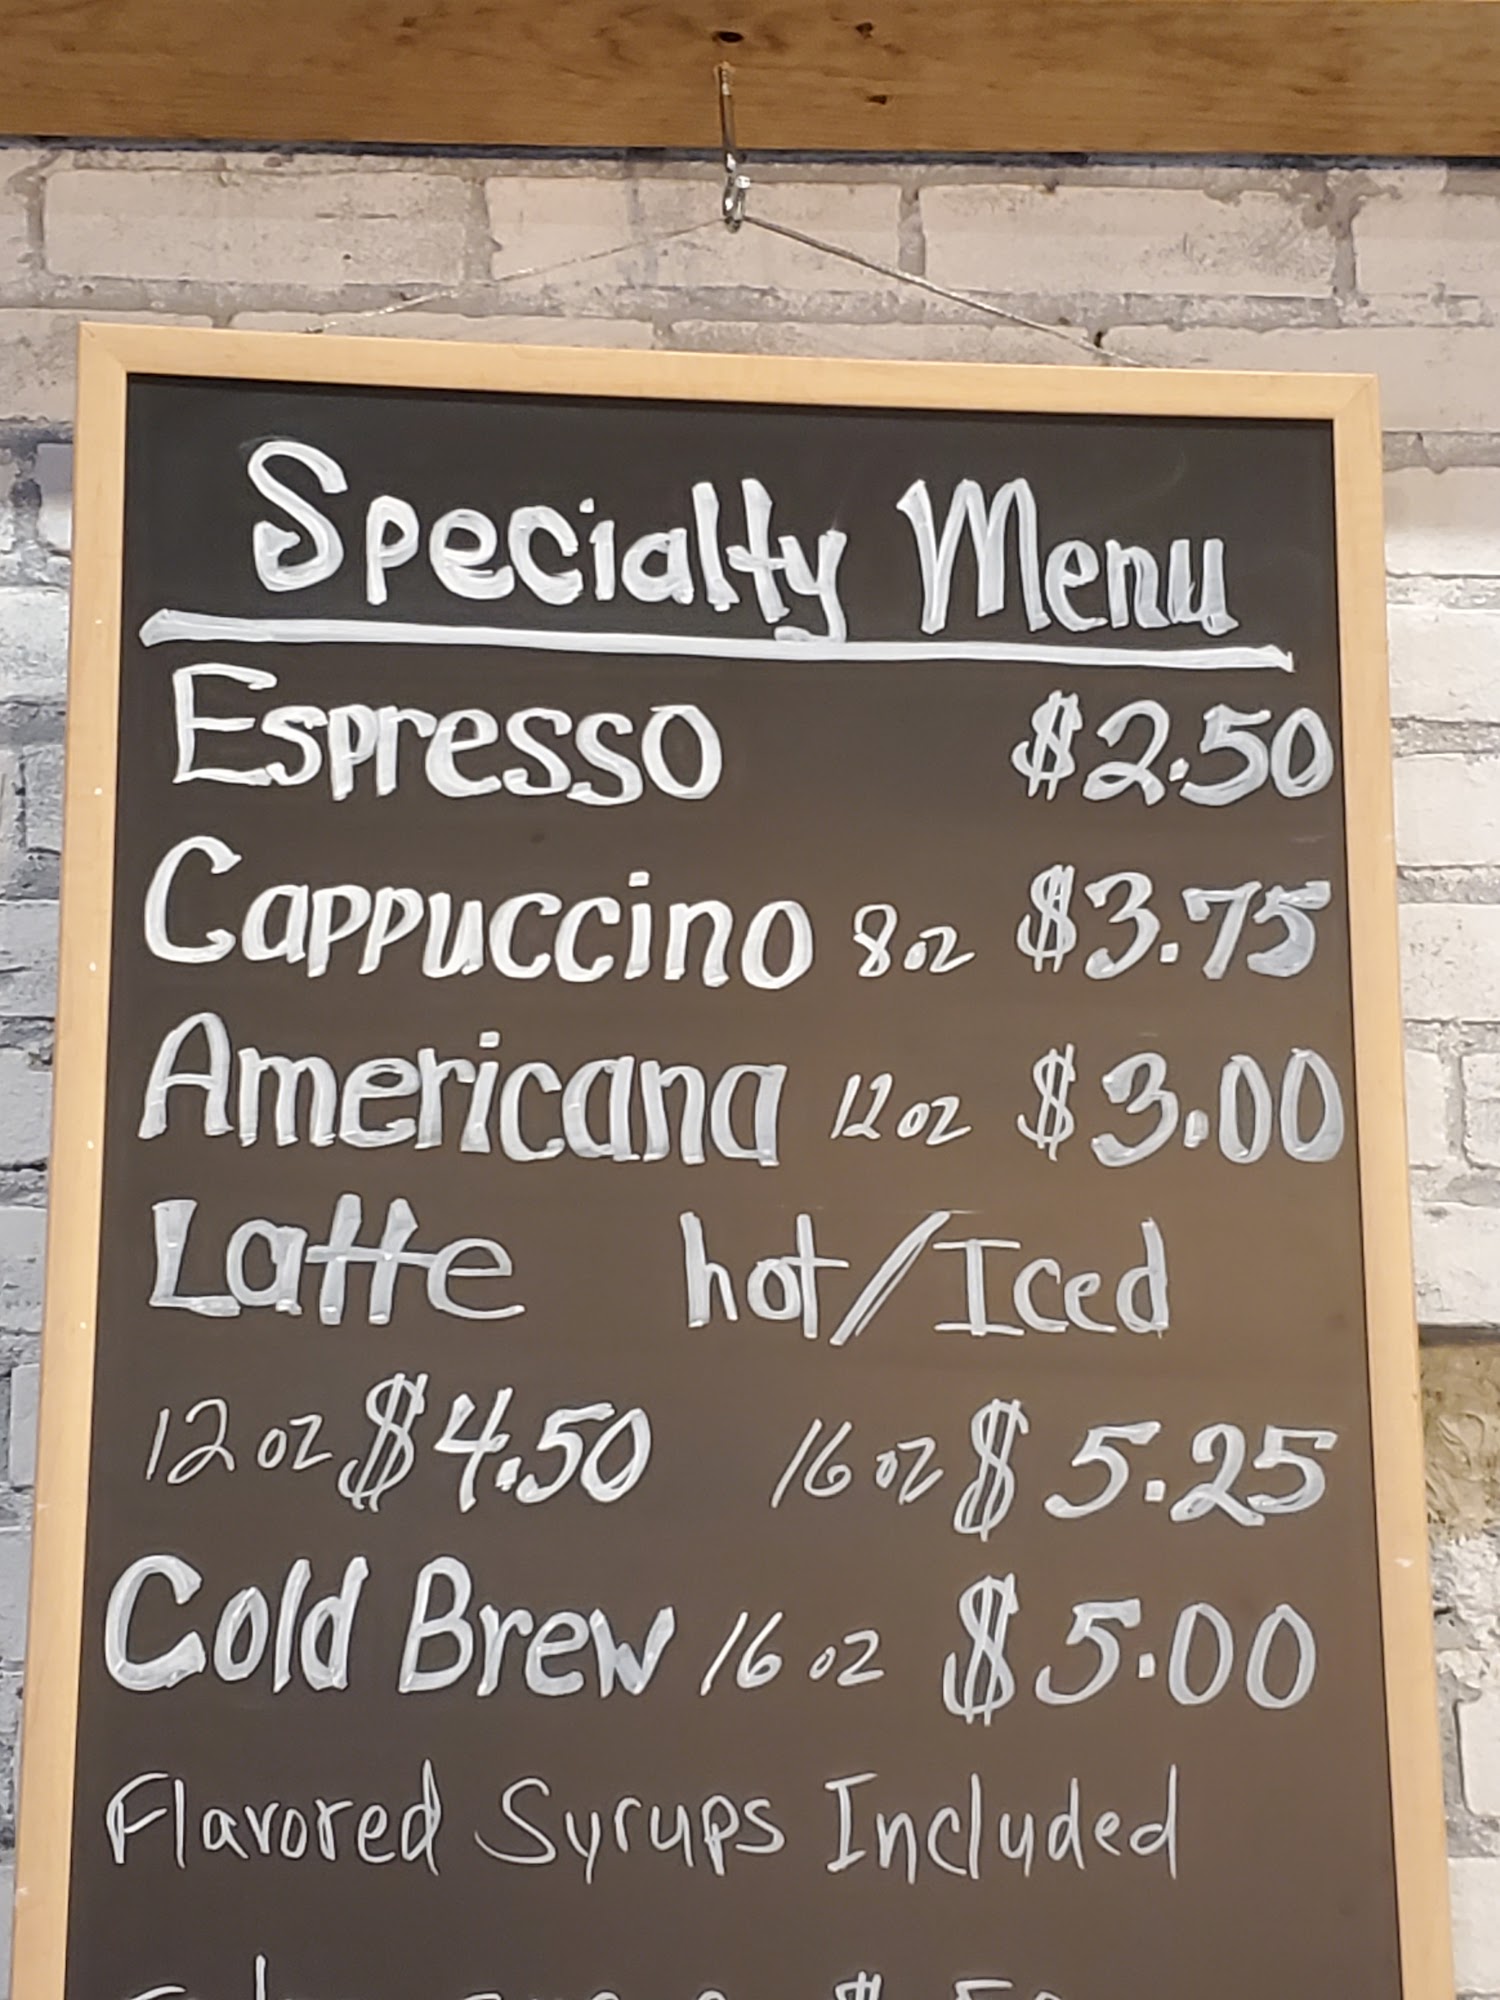 Specialty Menu
Espresso $2.50
Cappuccino 8oz $3.75
Americana 12oz $3.00
Latte hot/Iced
12oz $4.50 16oz $5.25
Cold Brew 16oz $5.00
Flavored Syrups Included